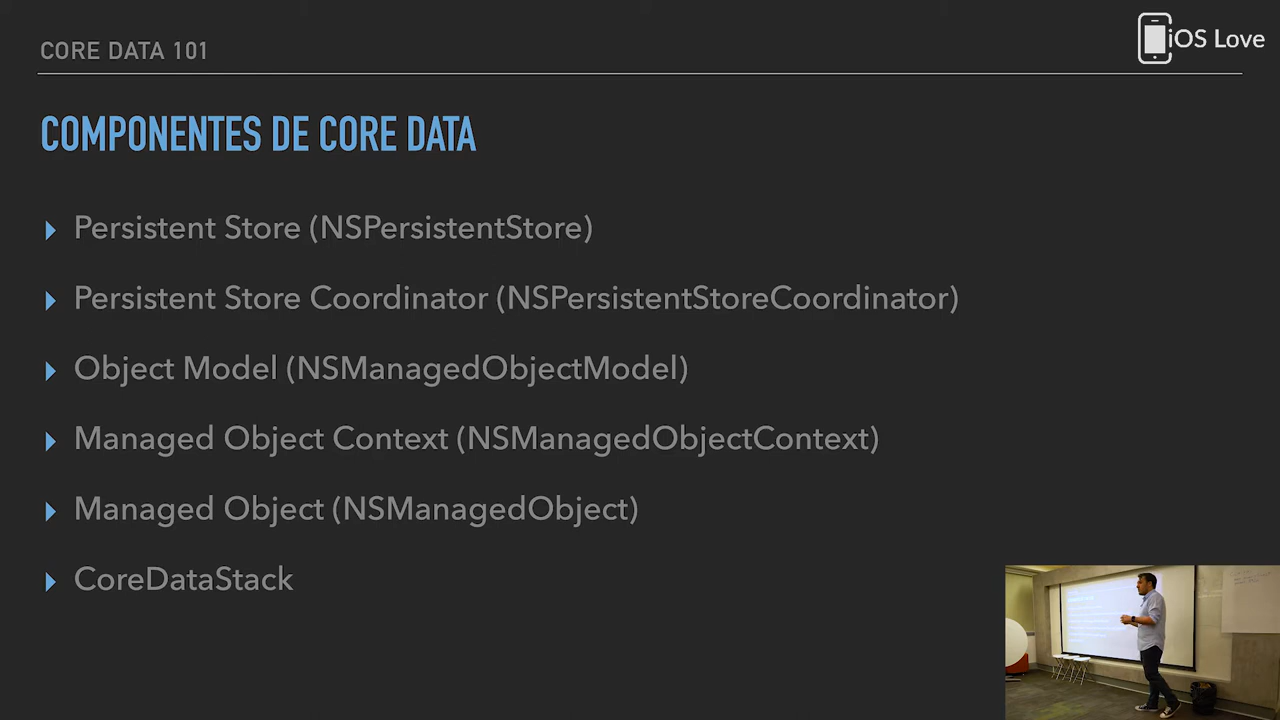 CORE DATA 101
iOS Love
COMPONENTES DE CORE DATA
Persistent Store (NSPersistentStore)
Persistent Store Coordinator (NSPersistentStoreCoordinator)
Object Model (NSManagedObjectModel)
Managed Object Context (NSManagedObjectContext)
Managed Object (NSManagedObject)
CoreDataStack